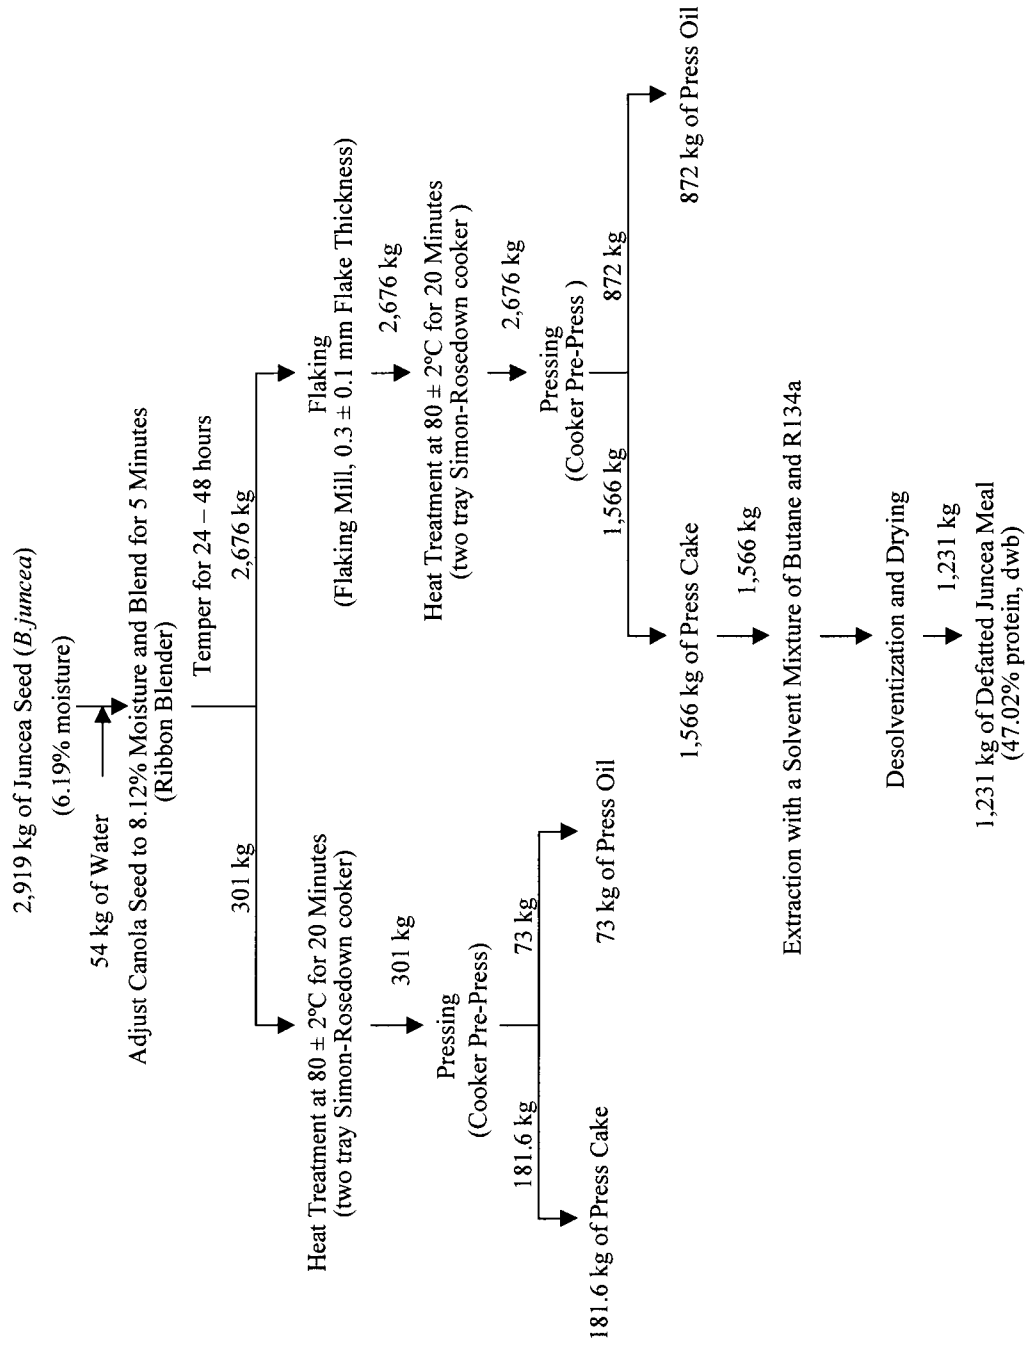 2,919 kg of Juncea Seed (B.juncea)
(6.19% moisture)
54 kg of Water
Adjust Canola Seed to 8.12% Moisture and Blend for 5 Minutes
(Ribbon Blender)
Temper for 24 – 48 hours
301 kg
2,676 kg
Heat Treatment at 80 ± 2ºC for 20 Minutes
(two tray Simon-Rosedown cooker)
301 kg
Pressing
(Cooker Pre-Press)
181.6 kg
73 kg
181.6 kg of Press Cake
73 kg of Press Oil
Flaking
(Flaking Mill, 0.3 ± 0.1 mm Flake Thickness)
2,676 kg
Heat Treatment at 80 ± 2ºC for 20 Minutes
(two tray Simon-Rosedown cooker )
2,676 kg
Pressing
(Cooker Pre-Press )
1,566 kg
872 kg
1,566 kg of Press Cake
872 kg of Press Oil
1,566 kg
Extraction with a Solvent Mixture of Butane and R134a
Desolventization and Drying
1,231 kg
1,231 kg of Defatted Juncea Meal
(47.02% protein, dwb)